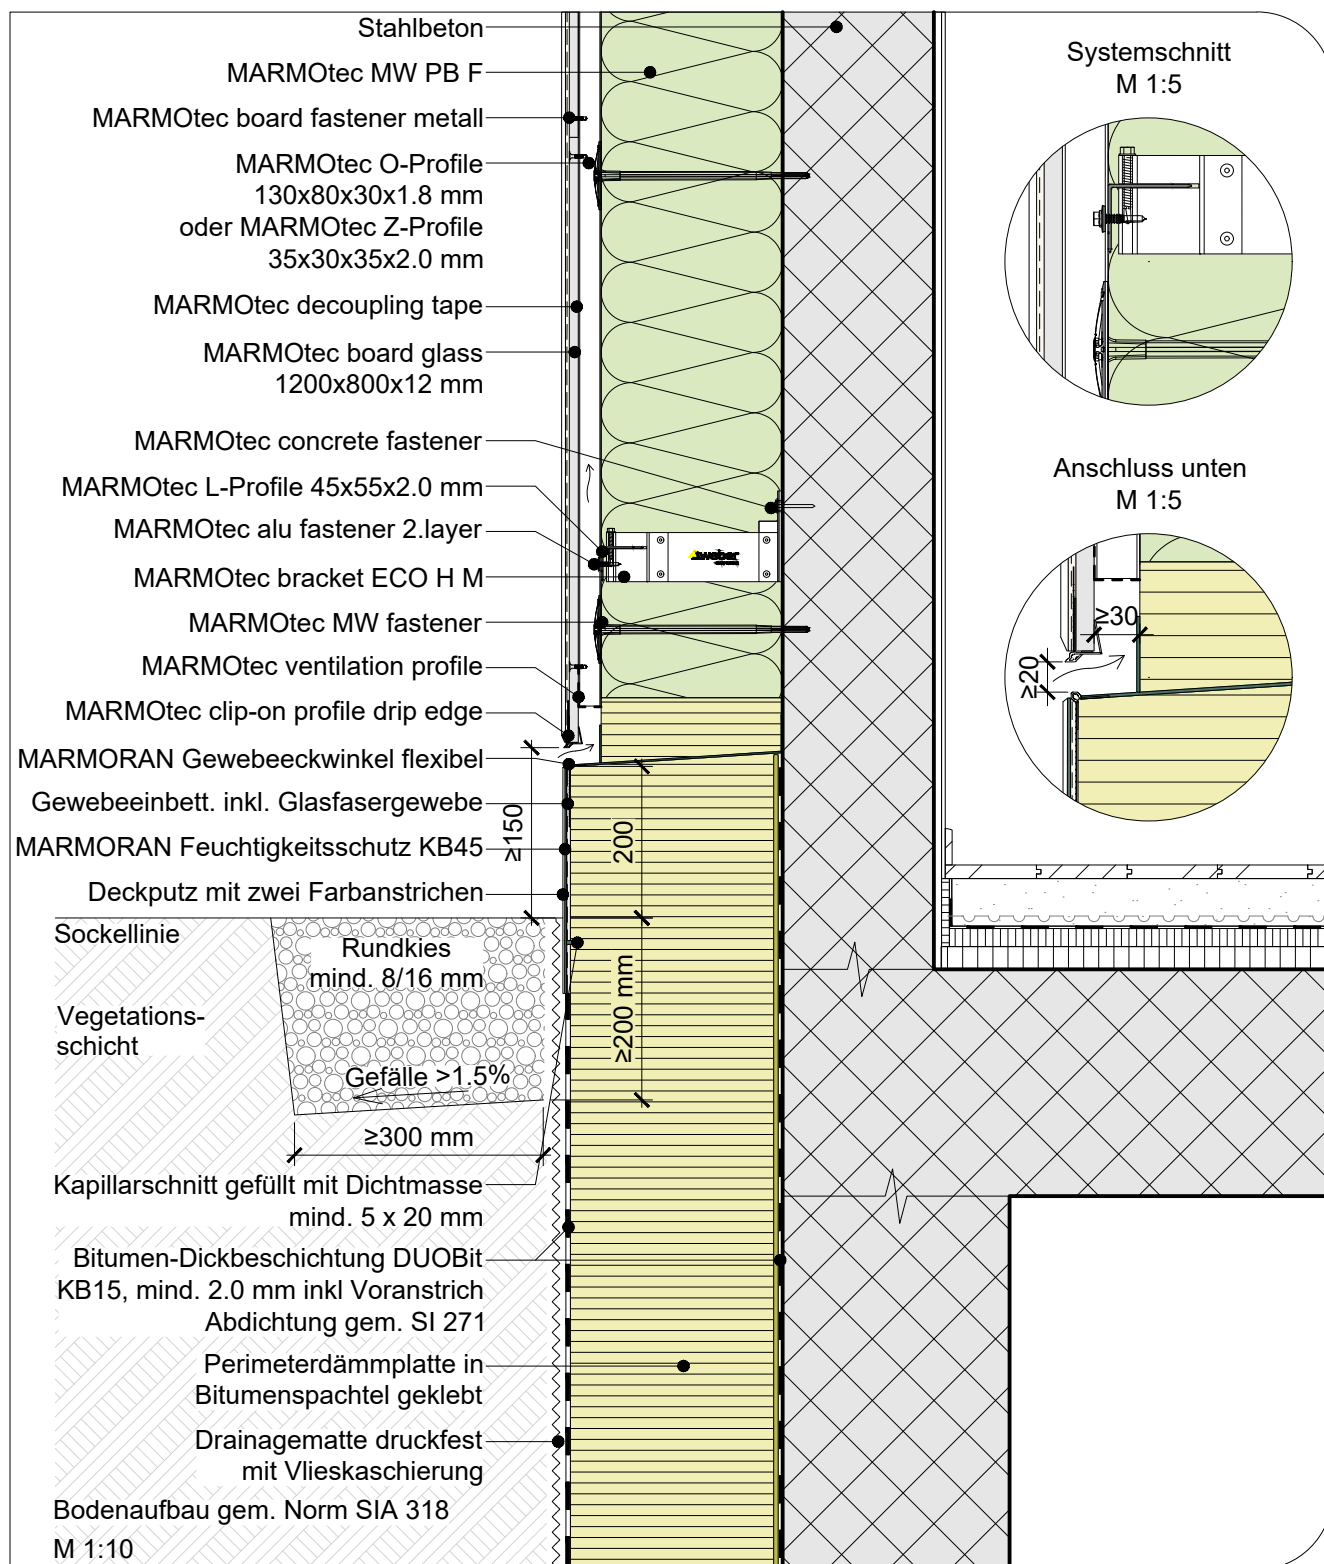 Stahlbeton
MARMOtec MW PB F
MARMOtec board fastener metall
MARMOtec O-Profile
130x80x30x1.8 mm
oder MARMOtec Z-Profile
35x30x35x2.0 mm
MARMOtec decoupling tape
MARMOtec board glass
1200x800x12 mm
MARMOtec concrete fastener
MARMOtec L-Profile 45x55x2.0 mm
MARMOtec alu fastener 2.layer
MARMOtec bracket ECO H M
MARMOtec MW fastener
MARMOtec ventilation profile
MARMOtec clip-on profile drip edge
MARMORAN Gewebeeckwinkel flexibel
Gewebeeinbett. inkl. Glasfasergewebe
MARMORAN Feuchtigkeitsschutz KB45
Deckputz mit zwei Farbanstrichen
Sockellinie
Rundkies
mind. 8/16 mm
Vegetations-
schicht
Gefälle >1.5%
≥300 mm
Kapillarschnitt gefüllt mit Dichtmasse
mind. 5 x 20 mm
Bitumen-Dickbeschichtung DUOBit
KB15, mind. 2.0 mm inkl Voranstrich
Abdichtung gem. SI 271
Perimeterdämmplatte in
Bitumenspachtel geklebt
Drainagematte druckfest
mit Vlieskaschierung
Bodenaufbau gem. Norm SIA 318
M 1:10
≥150
200
≥200 mm
weber
Systemschnitt
M 1:5
Anschluss unten
M 1:5
≥30
≥20